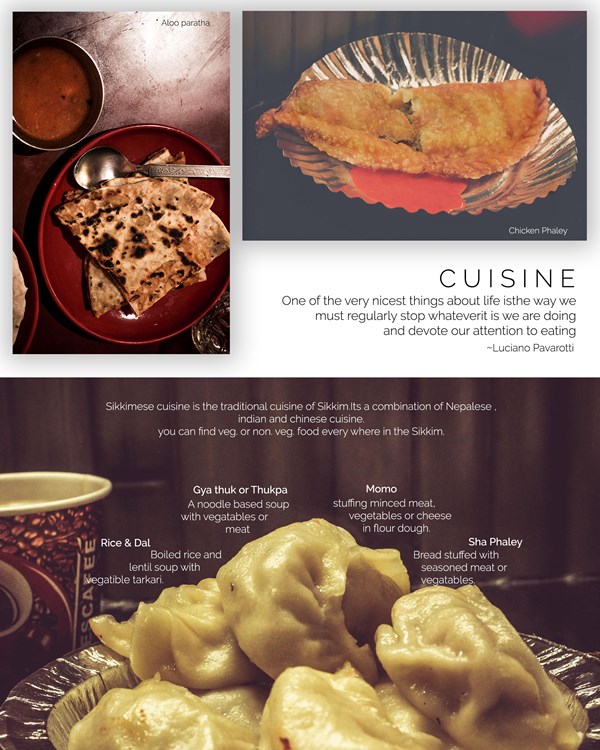 * Aloo paratha
Chicken Phaley
CUISINE
One of the very nicest things about life isthe way we
must regularly stop whateverit is we are doing
and devote our attention to eating
~Luciano Pavarotti
Sikkimese cuisine is the traditional cuisine of Sikkim.Its a combination of Nepalese ,
indian and chinese cuisine.
you can find veg. or non. veg. food every where in the Sikkim.
Gya thuk or Thukpa
A noodle based soup
with vegatables or
meat
Momo
stuffing minced meat,
vegetables or cheese
in flour dough.
Rice & Dal
Boiled rice and
lentil soup with
vegatible tarkari.
Sha Phaley
Bread stuffed with
seasoned meat or
vegatables.
ESCAFÉ